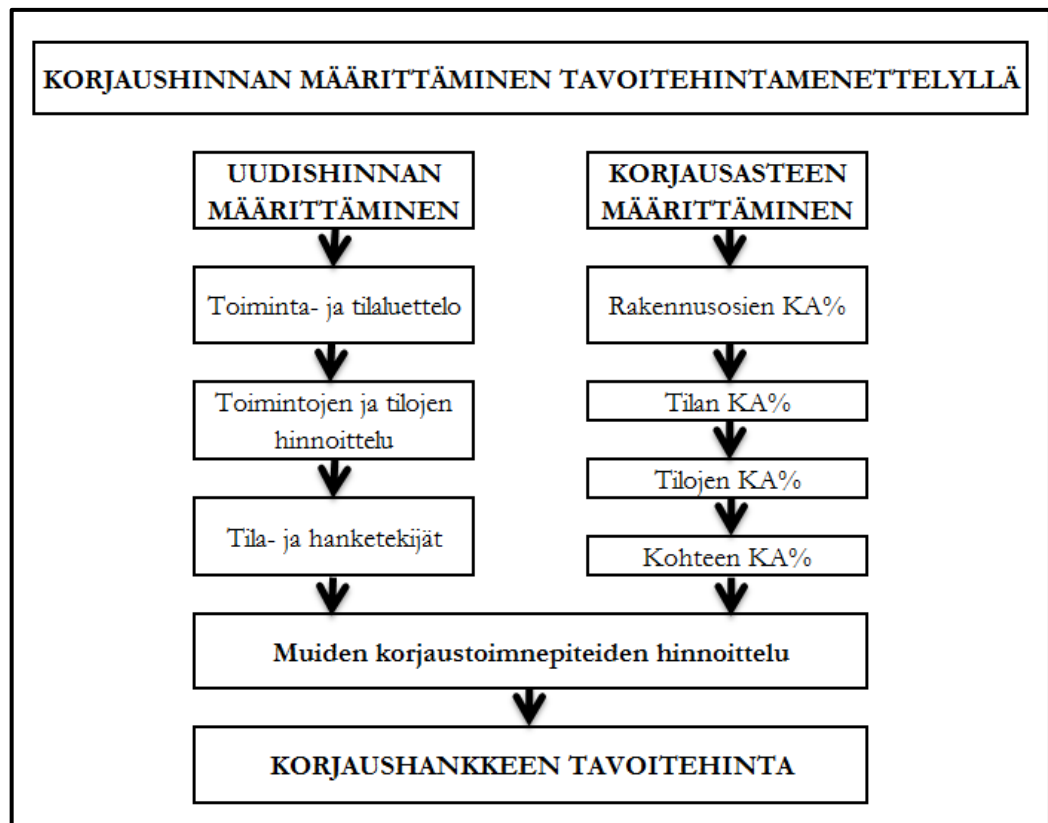 KORJAUSHINNAN MÄÄRITTÄMINEN TAVOITEHINTAMENETTELYLLÄ
UUDISHINNAN
MÄÄRITTÄMINEN
Toiminta- ja tilaluettelo
Toimintojen ja tilojen
hinnoittelu
Tila- ja hanketekijät
KORJAUSASTEEN
MÄÄRITTÄMINEN
Rakennusosien KA%
Tilan KA%
Tilojen KA%
Kohteen KA%
Muiden korjaustoimnepiteiden hinnoittelu
KORJAUSHANKKEEN TAVOITEHINTA